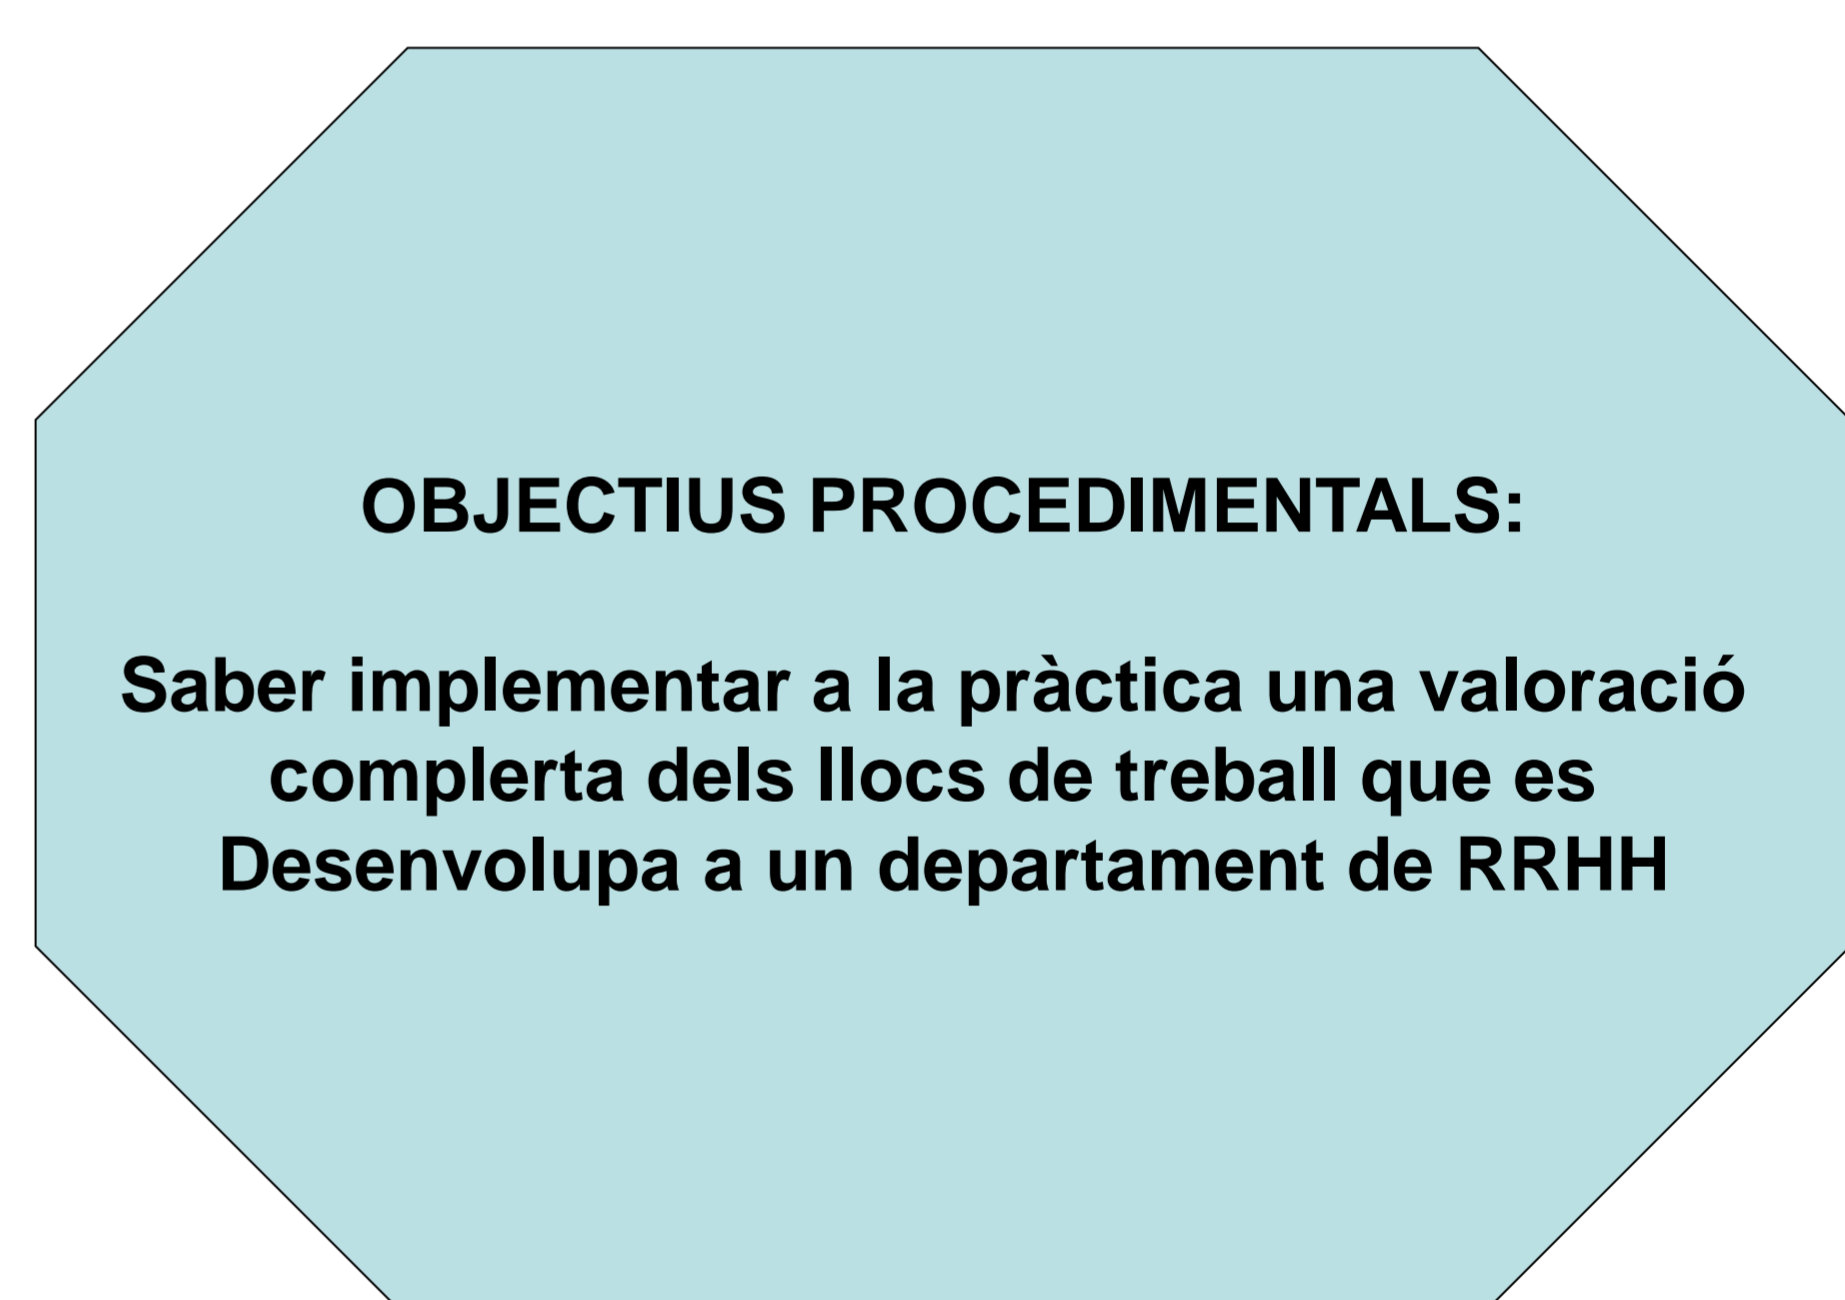 OBJECTIUS PROCEDIMENTALS:
Saber implementar a la pràctica una valoració
complerta dels llocs de treball que es
Desenvolupa a un departament de RRHH